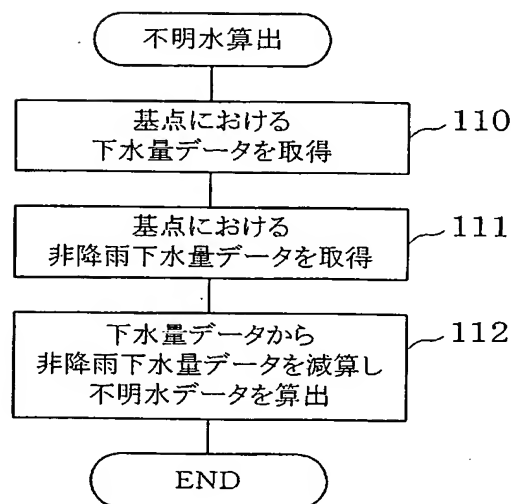 不明水算出
基点における
下水量データを取得
110
基点における
非降雨下水量データを取得
111
下水量データから
非降雨下水量データを減算し
不明水データを算出
112
END